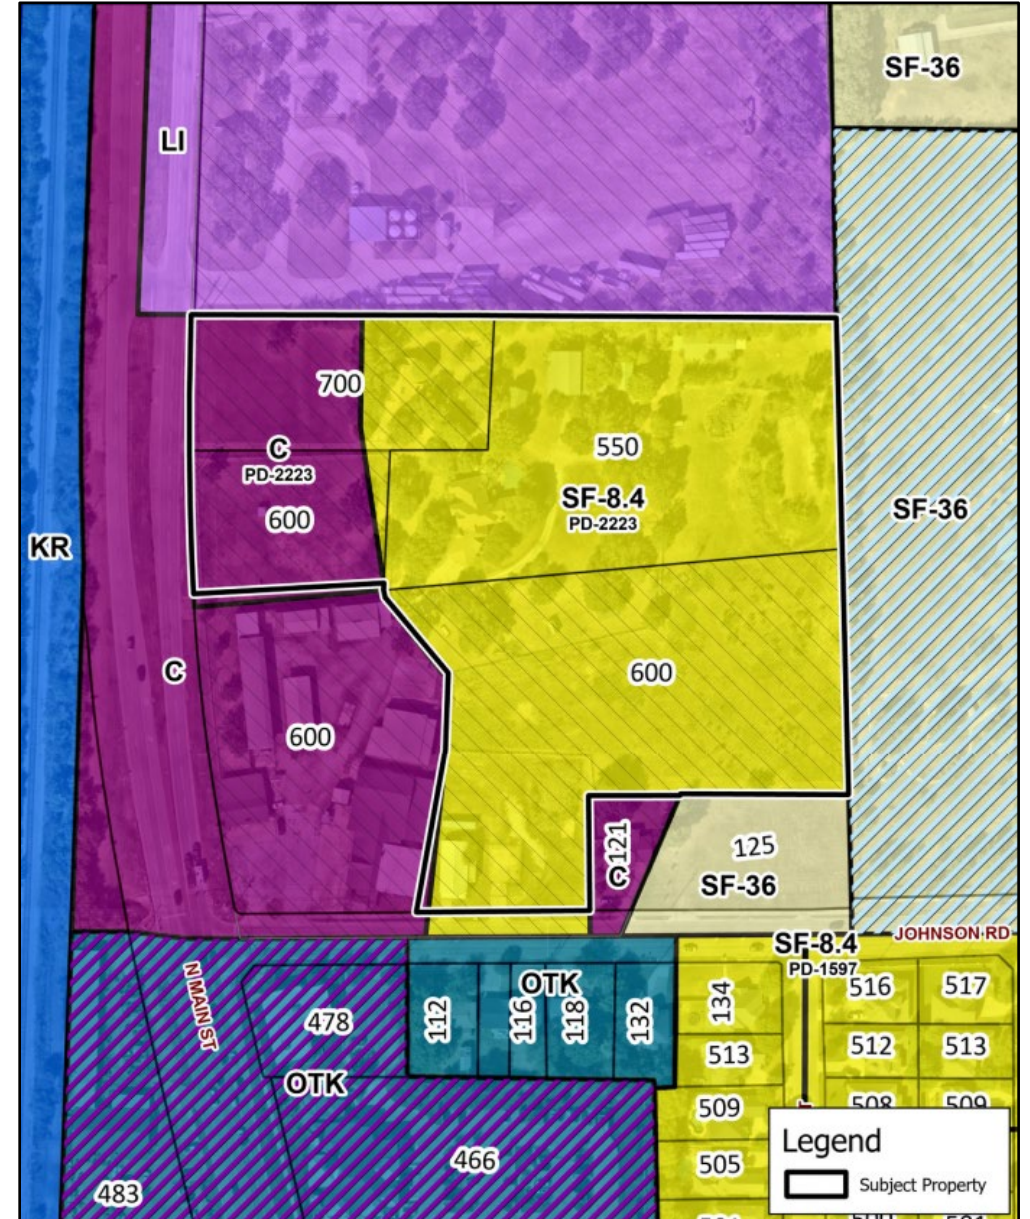 SF-36
LI
700
C
PD-2223
600
550
SF-8.4
PD-2223
SF-36
KR
C
600
600
C 121
125
SF-36
JOHNSON RD
SF-8.4
PD-1597
N MAIN ST
OTK
112
116
118
132
134
516
517
478
513
512
513
OTK
509
508
509
466
505
483
Legend
Subject Property